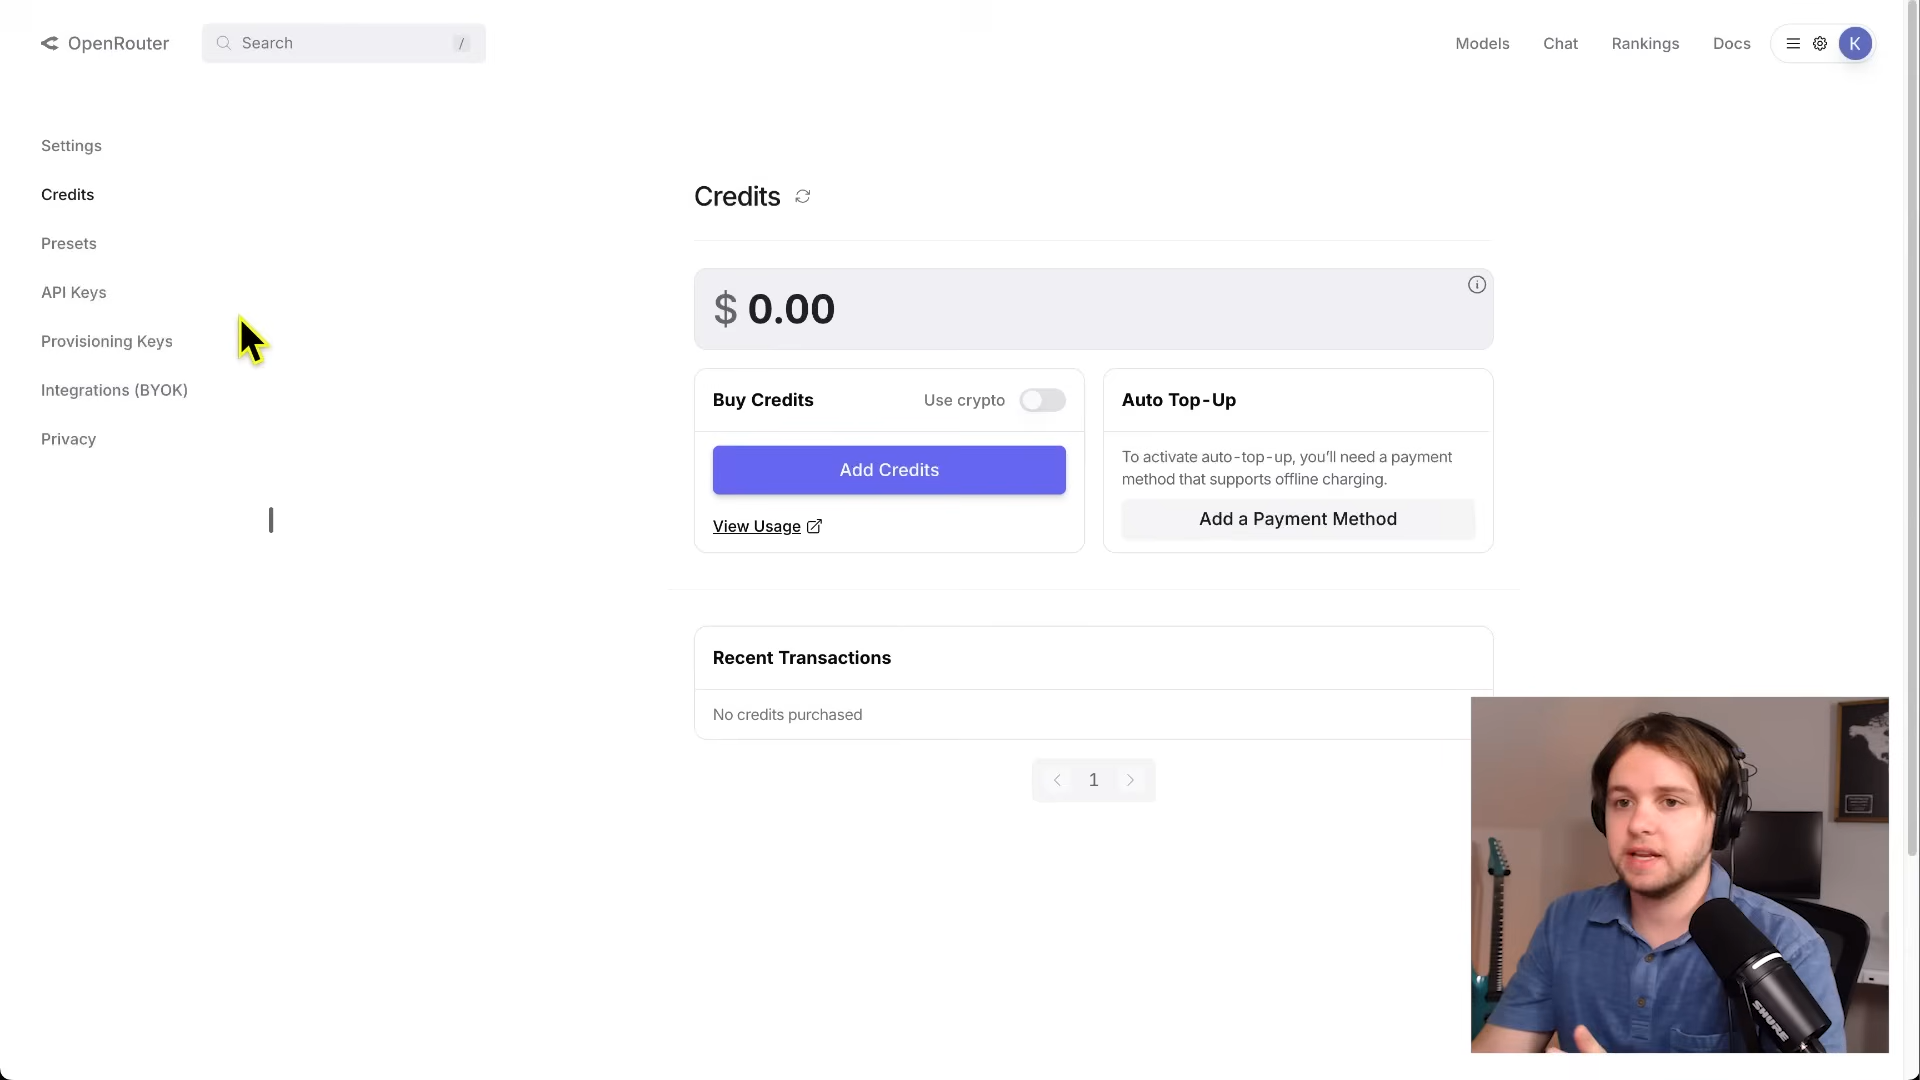 OpenRouter
Search
/
Models
Chat
Rankings
Docs
K
Settings
Credits
Presets
API Keys
Provisioning Keys
Integrations (BYOK)
Privacy
Credits
$ 0.00
Buy Credits
Use crypto
Add Credits
View Usage
Auto Top-Up
To activate auto-top-up, you'll need a payment
method that supports offline charging.
Add a Payment Method
Recent Transactions
No credits purchased
1
SHURE